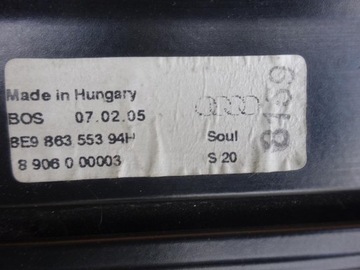 Made in Hungary
BOS 07.02.05
8E9 863 553 94H Soul
8 906 0 00003 S 20
8159